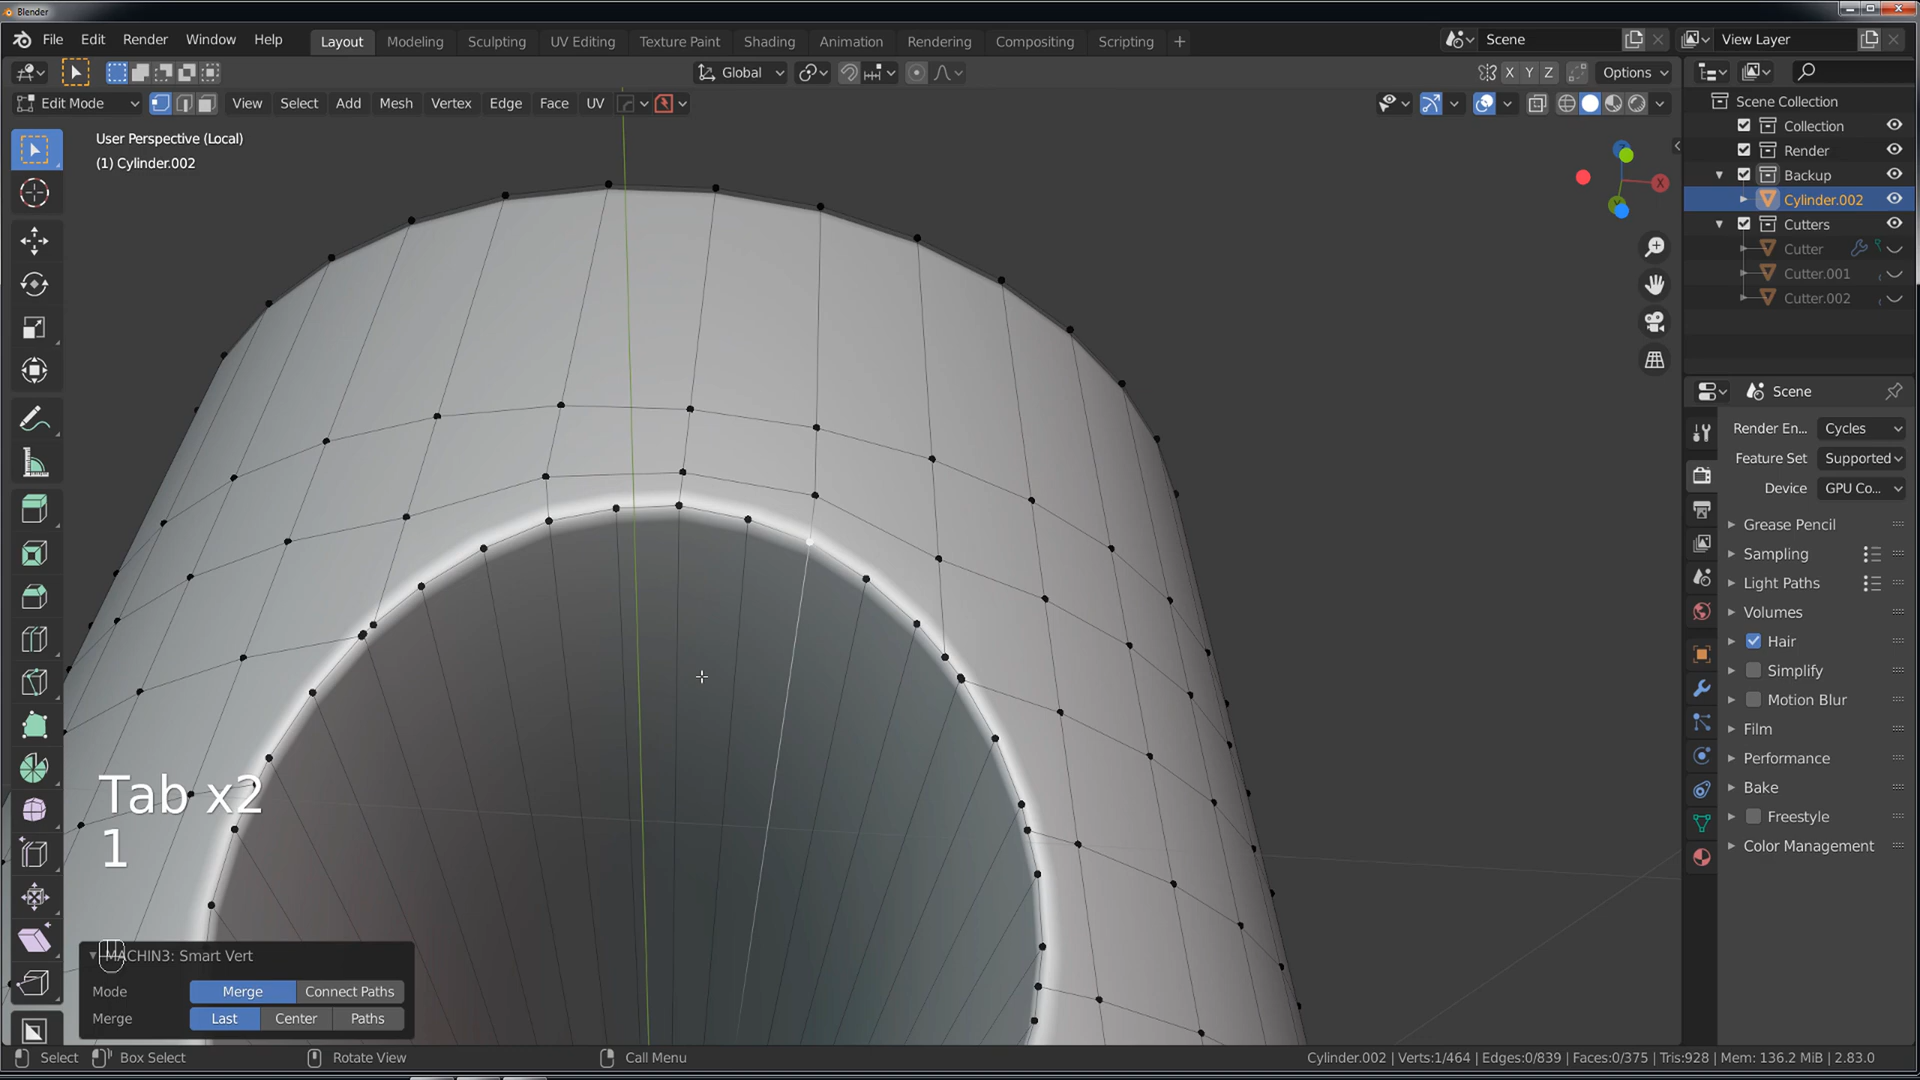 Blender
File Edit Render Window Help Layout Modeling Sculpting UV Editing Texture Paint Shading Animation Rendering Compositing Scripting + Scene View Layer
Global X Y Z Options
Edit Mode View Select Add Mesh Vertex Edge Face UV
User Perspective (Local)
(1) Cylinder.002
Z
X
Y
Tab x2
1
MACHIN3: Smart Vert
Mode Merge Connect Paths
Merge Last Center Paths
Scene Collection
Collection
Render
Backup
Cylinder.002
Cutters
Cutter
Cutter.001
Cutter.002
Scene
Render En... Cycles
Feature Set Supported
Device GPU Co...
Grease Pencil
Sampling
Light Paths
Volumes
Hair
Simplify
Motion Blur
Film
Performance
Bake
Freestyle
Color Management
Select Box Select Rotate View Call Menu Cylinder.002 | Verts:1/464 | Edges:0/839 | Faces:0/375 | Tris:928 | Mem: 136.2 MiB | 2.83.0